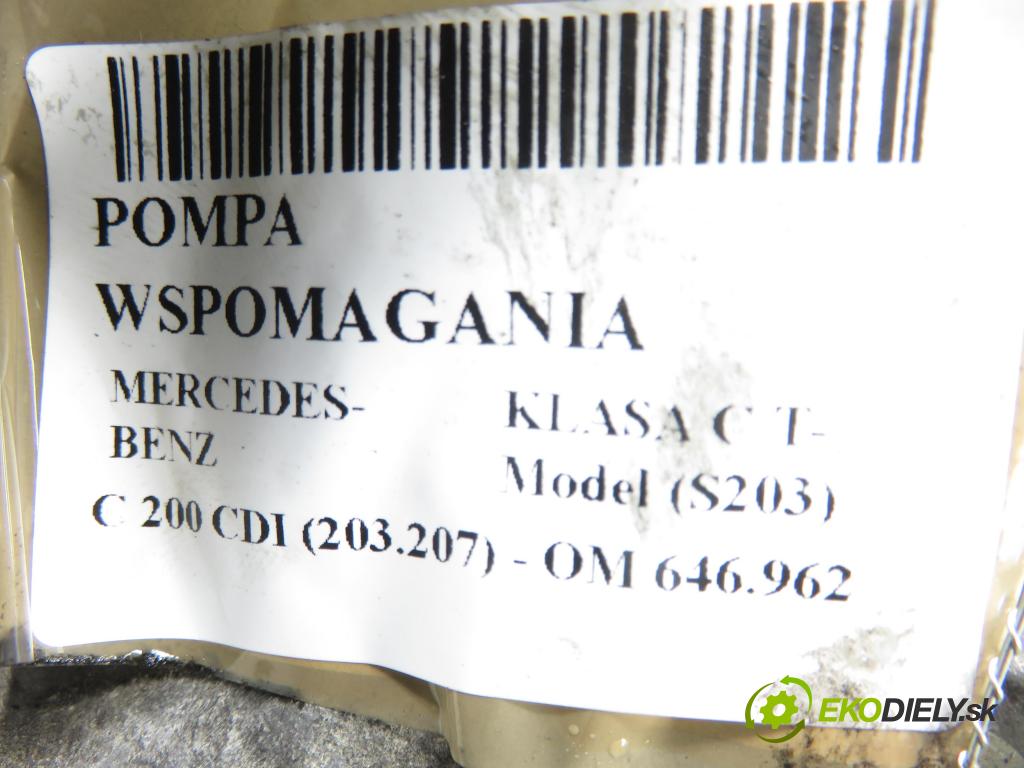 POMPA
WSPOMAGANIA
MERCEDES-
BENZ
KLASA C T-
Model (S203)
C 200 CDI (203.207) - OM 646.962
EKODIELY.sk